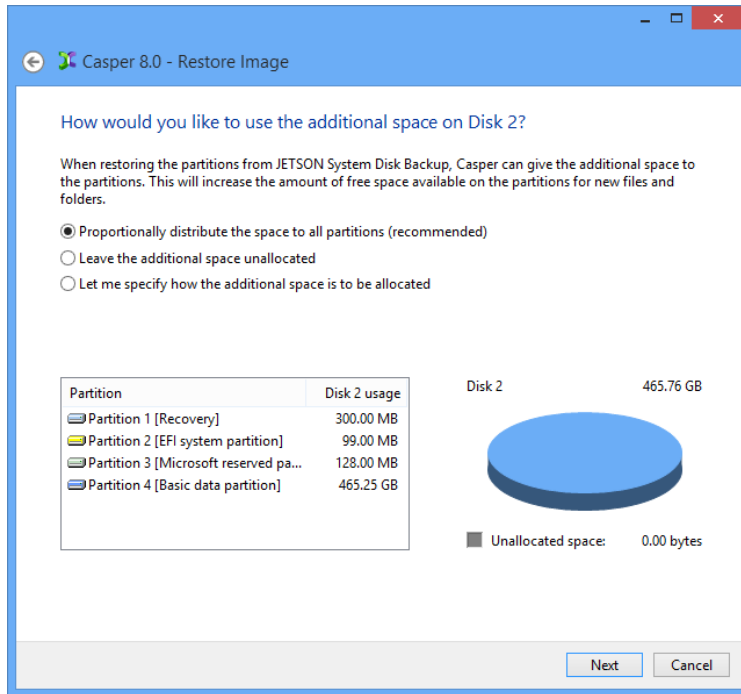 Casper 8.0 - Restore Image
How would you like to use the additional space on Disk 2?
When restoring the partitions from JETSON System Disk Backup, Casper can give the additional space to
the partitions. This will increase the amount of free space available on the partitions for new files and
folders.
Proportionally distribute the space to all partitions (recommended)
Leave the additional space unallocated
Let me specify how the additional space is to be allocated
Partition Disk 2 usage
Partition 1 [Recovery] 300.00 MB
Partition 2 [EFI system partition] 99.00 MB
Partition 3 [Microsoft reserved pa... 128.00 MB
Partition 4 [Basic data partition] 465.25 GB
Disk 2 465.76 GB
Unallocated space: 0.00 bytes
Next Cancel